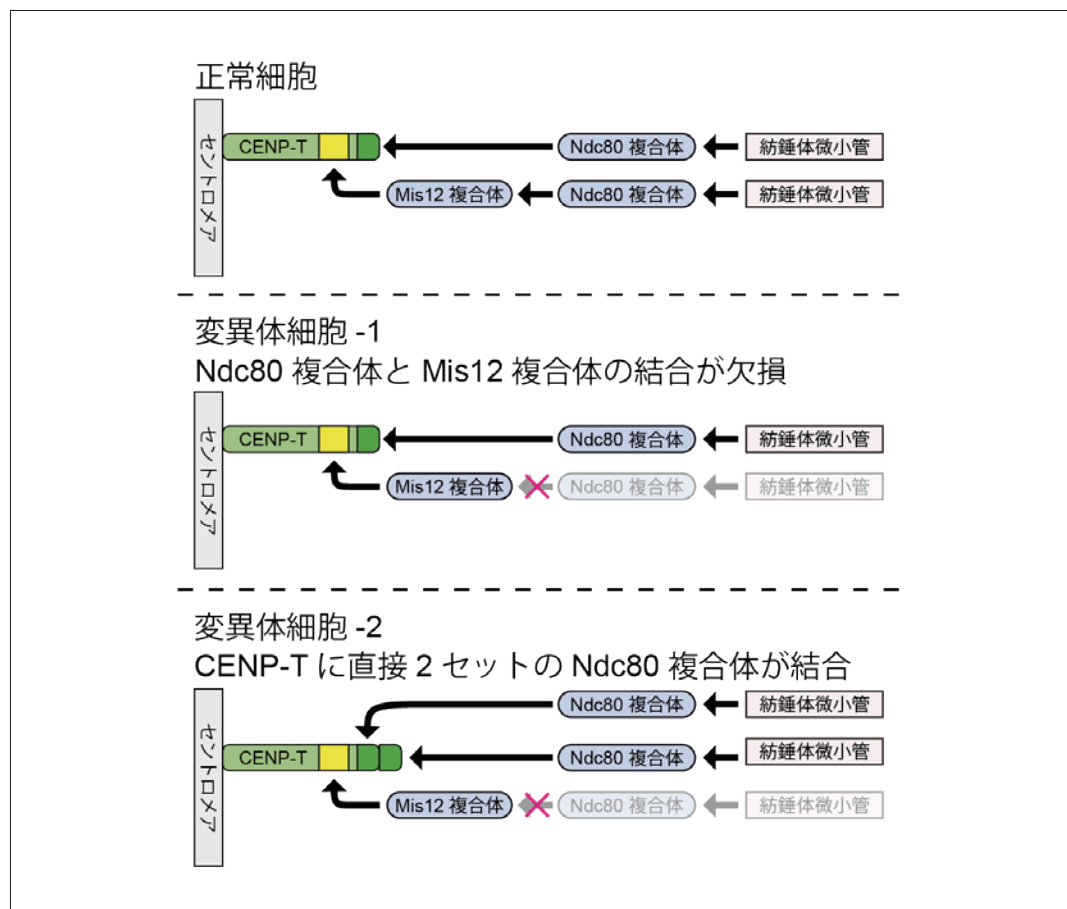 正常細胞
セントロメア
CENP-T
Ndc80 複合体
紡錘体微小管
Mis12 複合体
Ndc80 複合体
紡錘体微小管
変異体細胞 -1
Ndc80 複合体と Mis12 複合体の結合が欠損
セントロメア
CENP-T
Ndc80 複合体
紡錘体微小管
Mis12 複合体
Ndc80 複合体
紡錘体微小管
変異体細胞 -2
CENP-T に直接 2 セットの Ndc80 複合体が結合
セントロメア
Ndc80 複合体
紡錘体微小管
CENP-T
Ndc80 複合体
紡錘体微小管
Mis12 複合体
Ndc80 複合体
紡錘体微小管